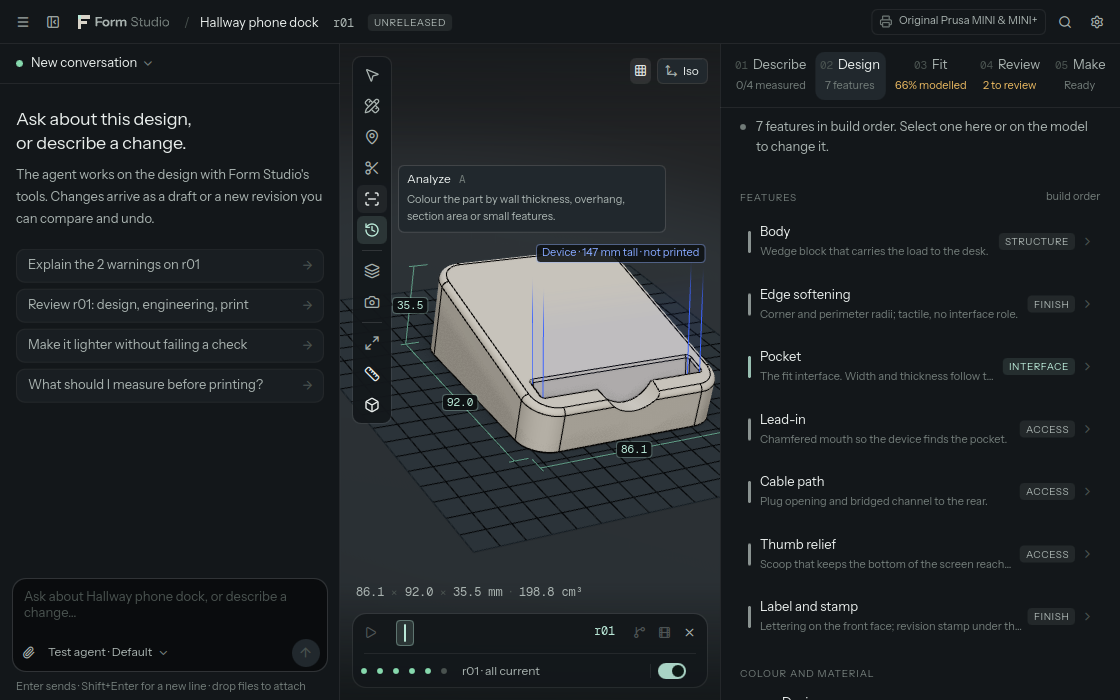 Form Studio / Hallway phone dock r01 UNRELEASED
Original Prusa MINI & MINI+
New conversation
Ask about this design,
or describe a change.
The agent works on the design with Form Studio's
tools. Changes arrive as a draft or a new revision you
can compare and undo.
Explain the 2 warnings on r01
Review r01: design, engineering, print
Make it lighter without failing a check
What should I measure before printing?
Ask about Hallway phone dock, or describe a
change...
Test agent · Default
Enter sends · Shift+Enter for a new line · drop files to attach
Iso
Analyze A
Colour the part by wall thickness, overhang,
section area or small features.
Device · 147 mm tall · not printed
35.5
92.0
86.1
86.1 × 92.0 × 35.5 mm · 198.8 cm³
r01
r01 · all current
01 Describe
0/4 measured
02 Design
7 features
03 Fit
66% modelled
04 Review
2 to review
05 Make
Ready
7 features in build order. Select one here or on the model
to change it.
FEATURES
build order
Body
Wedge block that carries the load to the desk.
STRUCTURE
Edge softening
Corner and perimeter radii; tactile, no interface role.
FINISH
Pocket
The fit interface. Width and thickness follow t...
INTERFACE
Lead-in
Chamfered mouth so the device finds the pocket.
ACCESS
Cable path
Plug opening and bridged channel to the rear.
ACCESS
Thumb relief
Scoop that keeps the bottom of the screen reach...
ACCESS
Label and stamp
Lettering on the front face; revision stamp under th...
FINISH
COLOUR AND MATERIAL